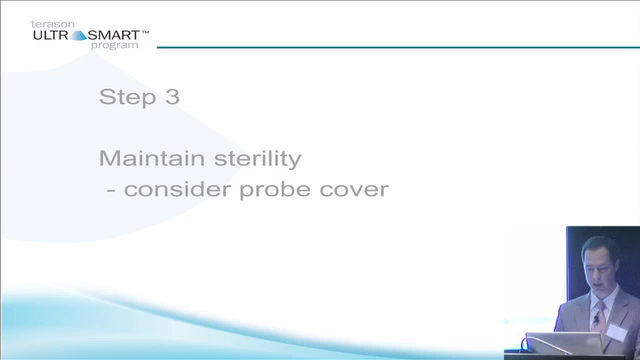 terason
ULTRASMART™
program
Step 3
Maintain sterility
- consider probe cover